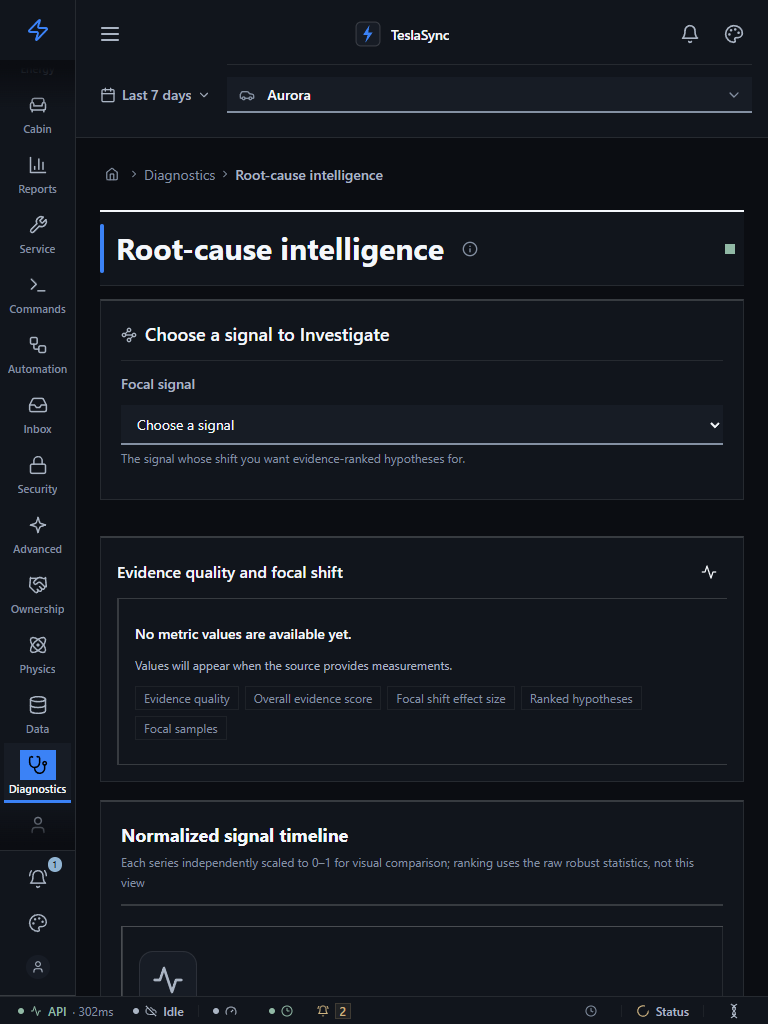 TeslaSync
Last 7 days
Aurora
Cabin
Reports
Service
Commands
Automation
Inbox
Security
Advanced
Ownership
Physics
Data
Diagnostics
1
Diagnostics
Root-cause intelligence
Root-cause intelligence
Choose a signal to Investigate
Focal signal
Choose a signal
The signal whose shift you want evidence-ranked hypotheses for.
Evidence quality and focal shift
No metric values are available yet.
Values will appear when the source provides measurements.
Evidence quality
Overall evidence score
Focal shift effect size
Ranked hypotheses
Focal samples
Normalized signal timeline
Each series independently scaled to 0–1 for visual comparison; ranking uses the raw robust statistics, not this
view
API · 302ms
Idle
2
Status